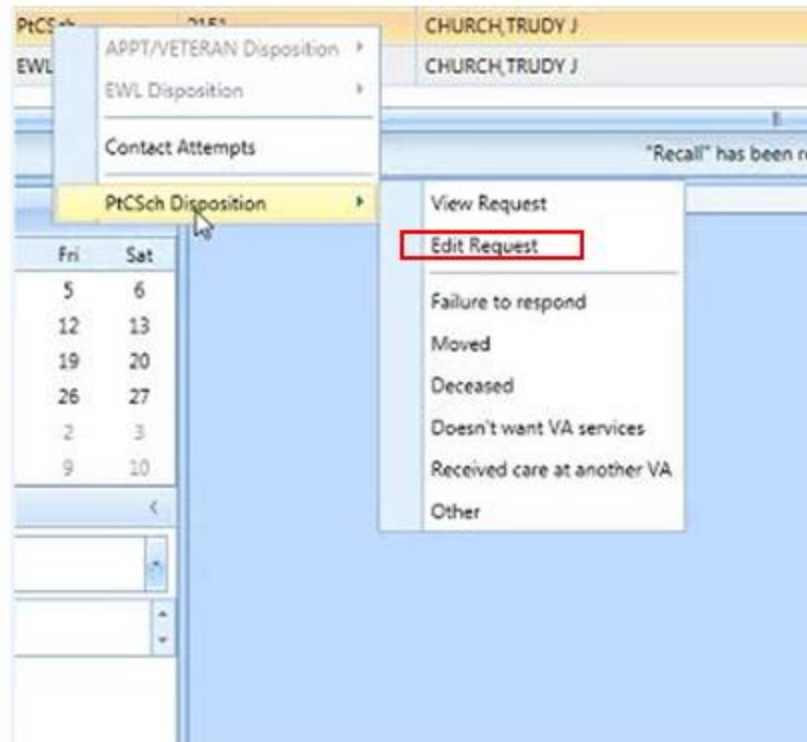 CHURCH,TRUDY J
APPT/VETERAN Disposition
EWL
CHURCH,TRUDY J
EWL Disposition
Contact Attempts
"Recall" has been
PtCSch Disposition
View Request
Edit Request
Fri Sat
5 6
Failure to respond
12 13
Moved
19 20
Deceased
26 27
Doesn't want VA services
2 3
Received care at another VA
9 10
Other